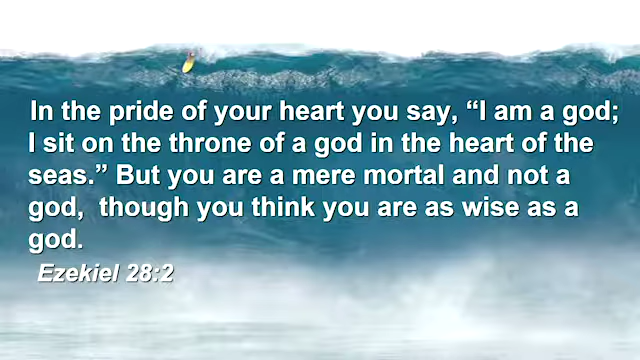 In the pride of your heart you say, “I am a god;
I sit on the throne of a god in the heart of the
seas.” But you are a mere mortal and not a
god,  though you think you are as wise as a
god.
Ezekiel 28:2